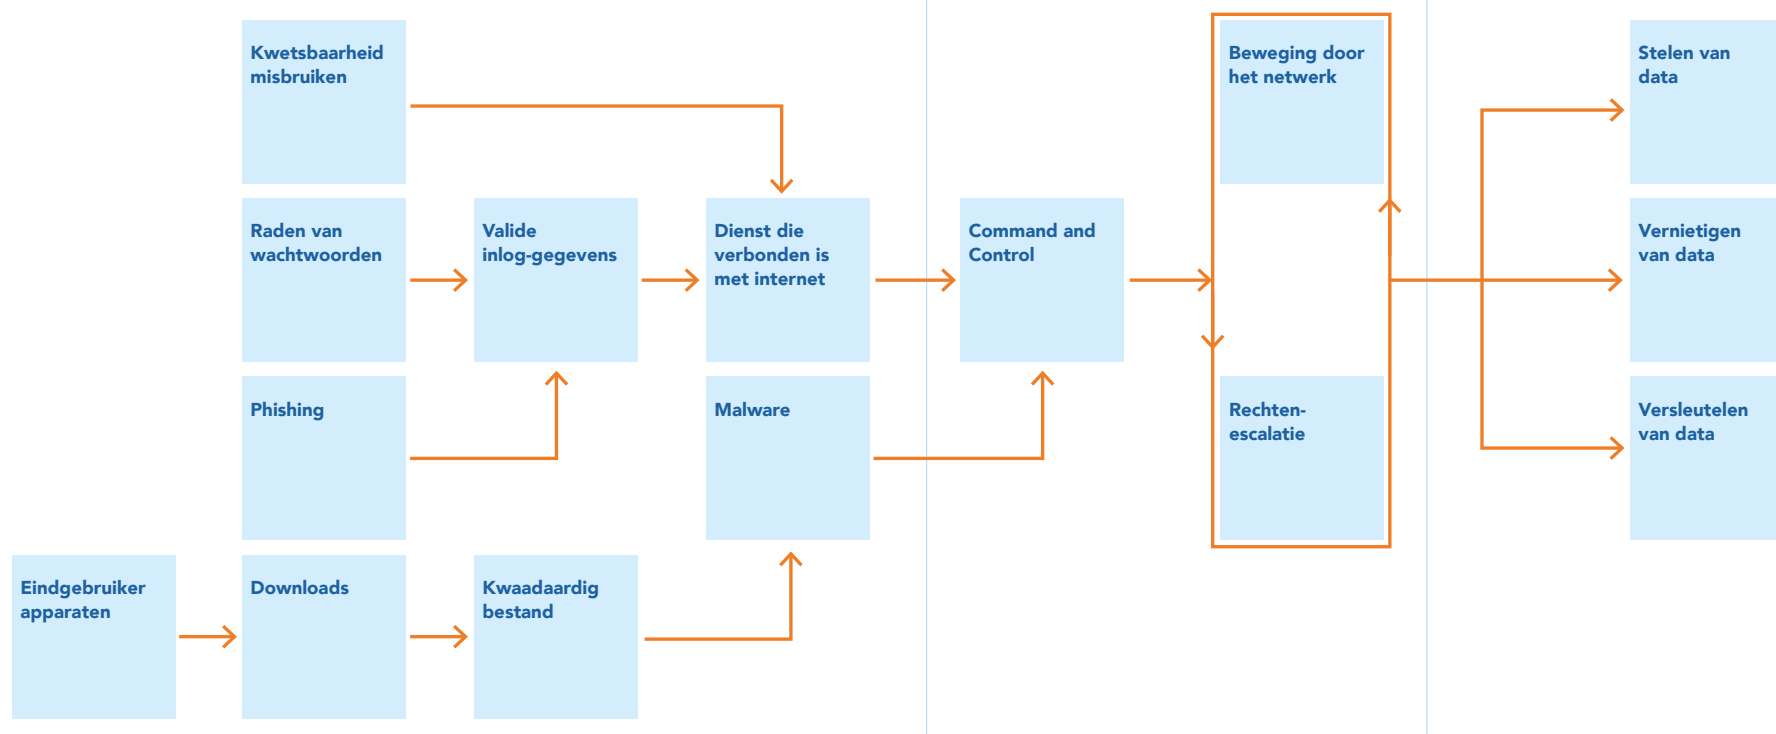 Kwetsbaarheid
misbruiken
Beweging door
het netwerk
Stelen van
data
Raden van
wachtwoorden
Valide
inlog-gegevens
Dienst die
verbonden is
met internet
Command and
Control
Vernietigen
van data
Phishing
Malware
Rechten-
escalatie
Versleutelen
van data
Eindgebruiker
apparaten
Downloads
Kwaadaardig
bestand